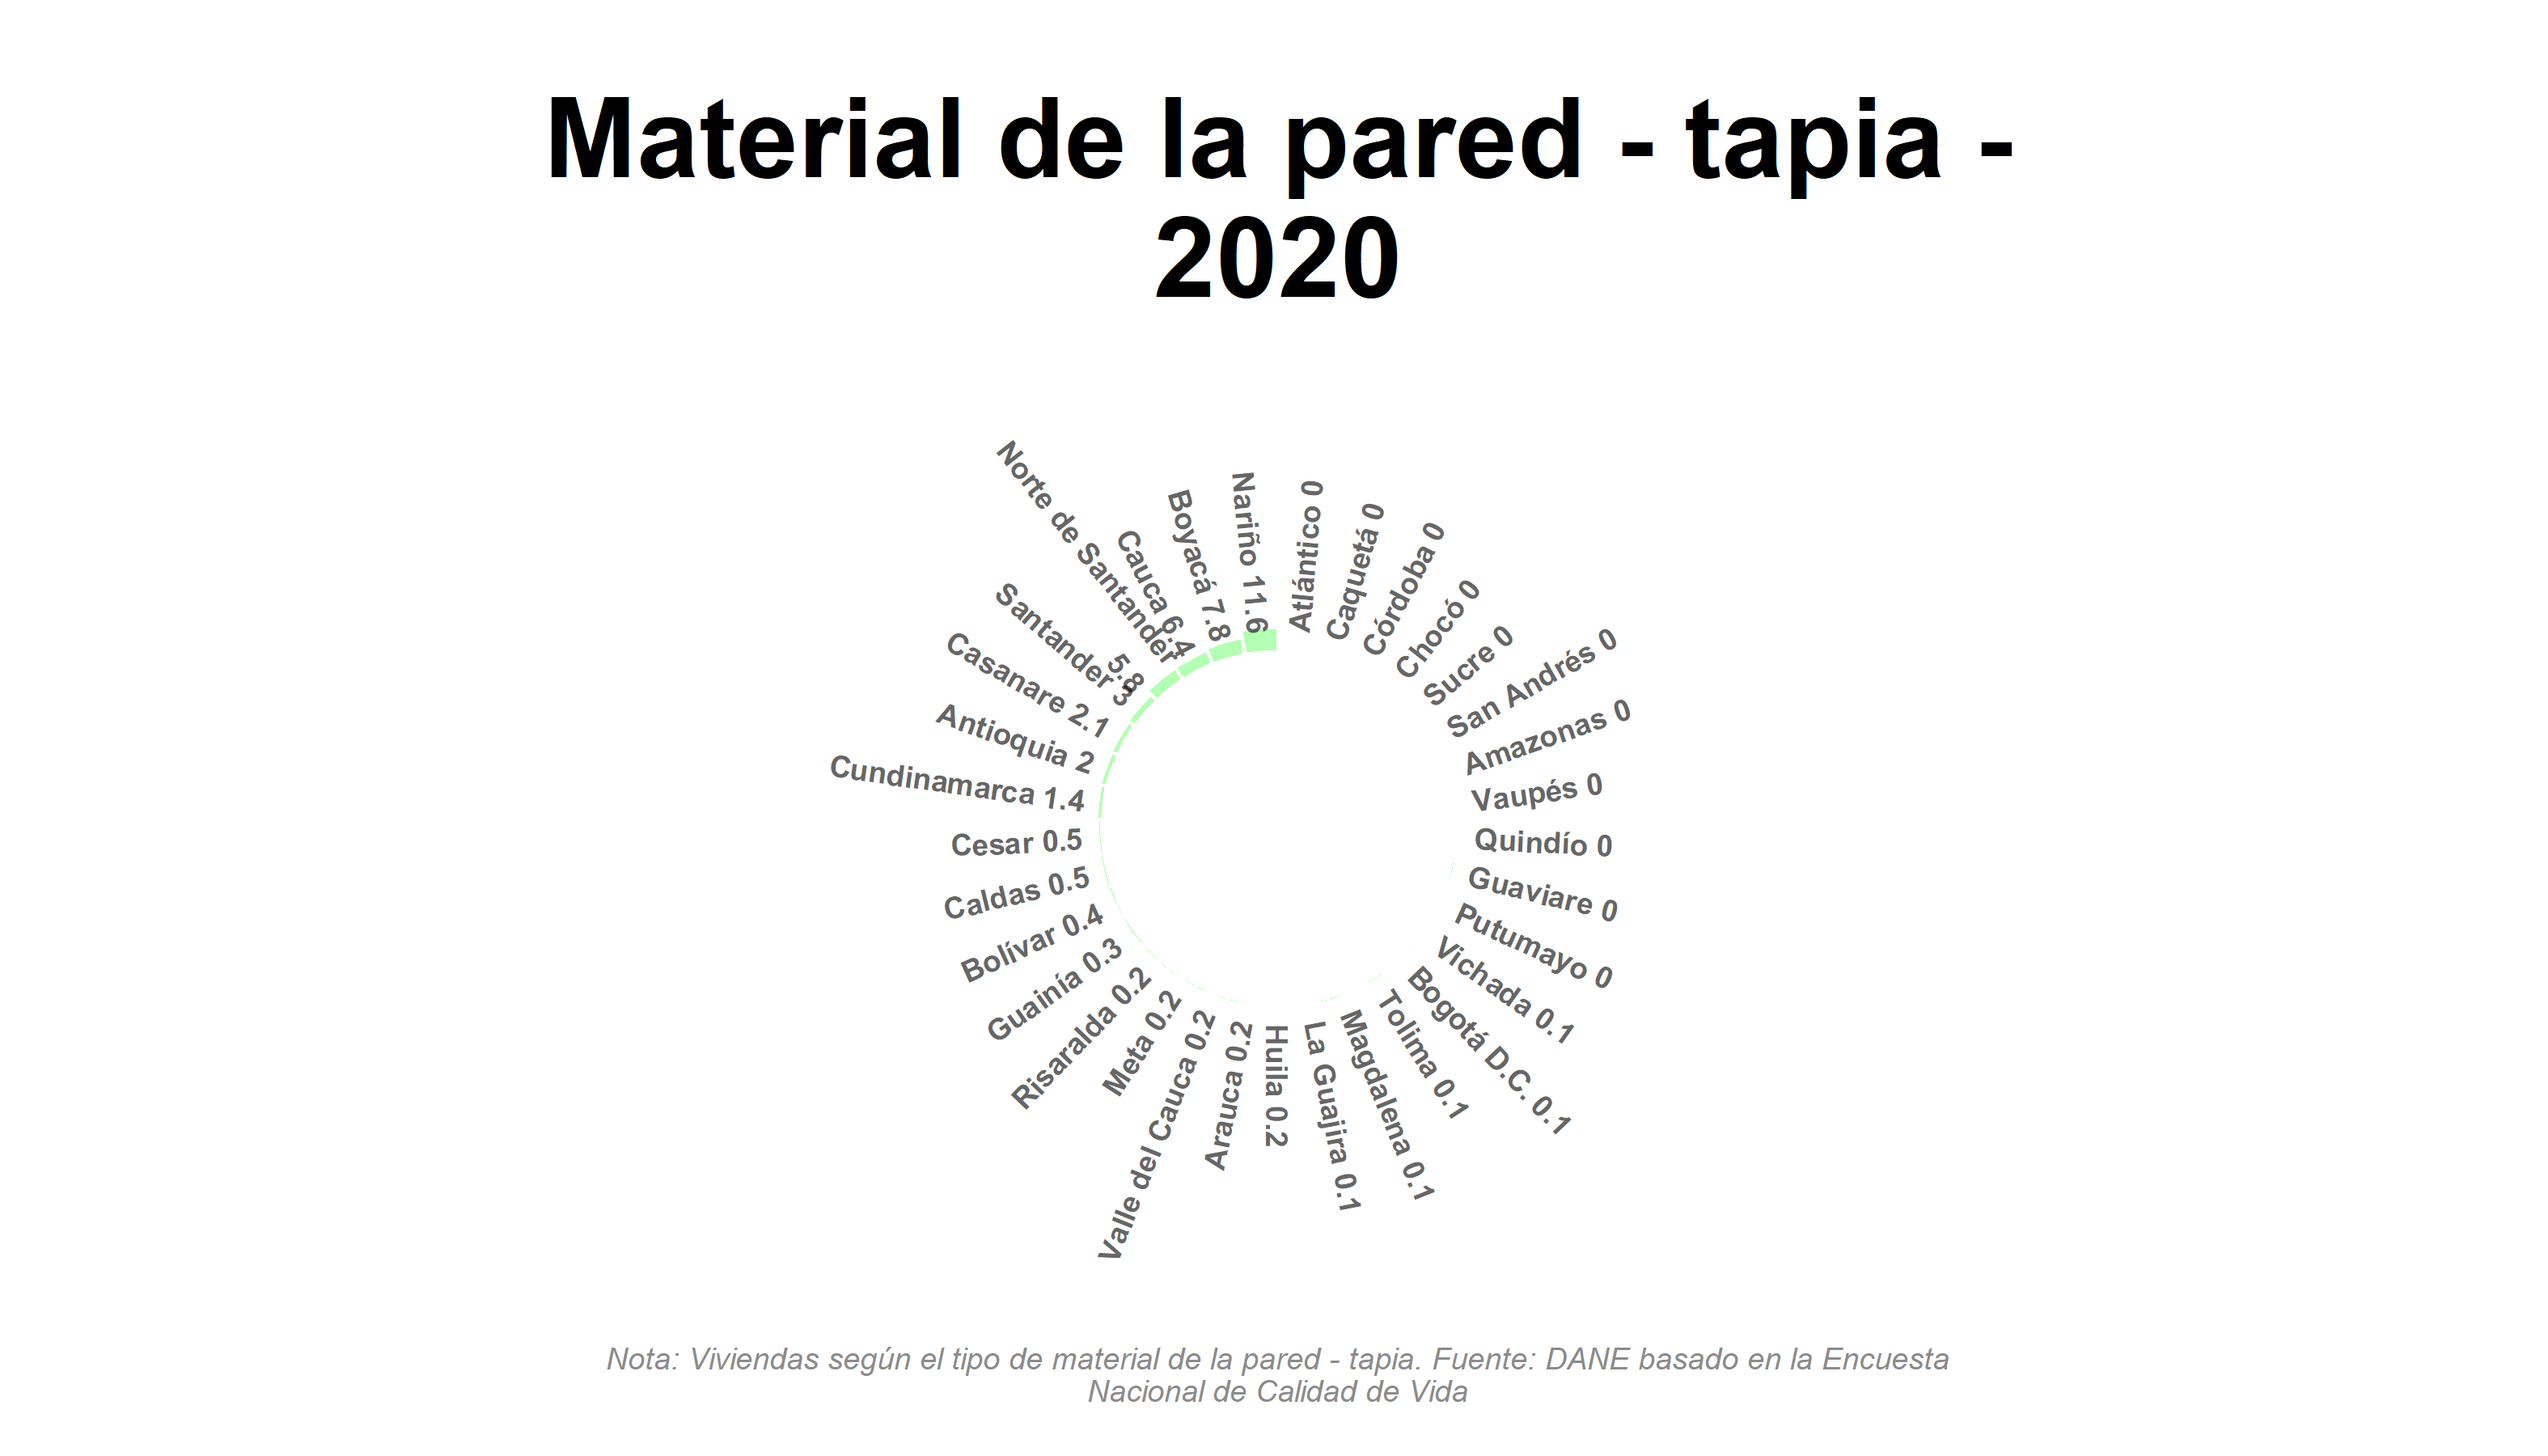 Material de la pared - tapia -
2020
Atlántico 0
Caquetá 0
Córdoba 0
Chocó 0
Sucre 0
San Andrés 0
Amazonas 0
Vaupés 0
Quindío 0
Guaviare 0
Putumayo 0
Vichada 0.1
Bogotá D.C. 0.1
Tolima 0.1
Magdalena 0.1
La Guajira 0.1
Huila 0.2
Arauca 0.2
Valle del Cauca 0.2
Meta 0.2
Risaralda 0.2
Guainía 0.3
Bolívar 0.4
Caldas 0.5
Cesar 0.5
Cundinamarca 1.4
Antioquia 2
Casanare 2.1
Santander 3
Norte de Santander
5.8
Cauca 6.4
Boyacá 7.8
Nariño 11.6
Nota: Viviendas según el tipo de material de la pared - tapia. Fuente: DANE basado en la Encuesta
Nacional de Calidad de Vida